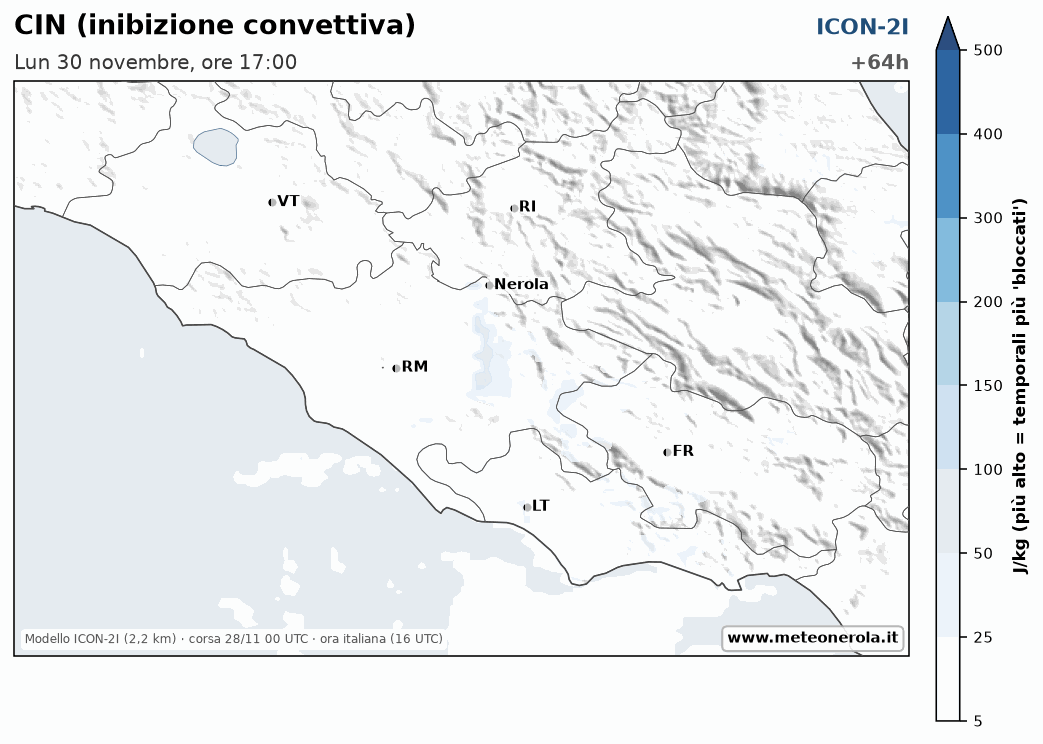 CIN (inibizione convettiva)
ICON-2I
Lun 30 novembre, ore 17:00
+64h
VT
RI
Nerola
RM
FR
LT
Modello ICON-2I (2,2 km) · corsa 28/11 00 UTC · ora italiana (16 UTC)
www.meteonerola.it
500
400
300
200
150
100
50
25
5
J/kg (più alto = temporali più 'bloccati')